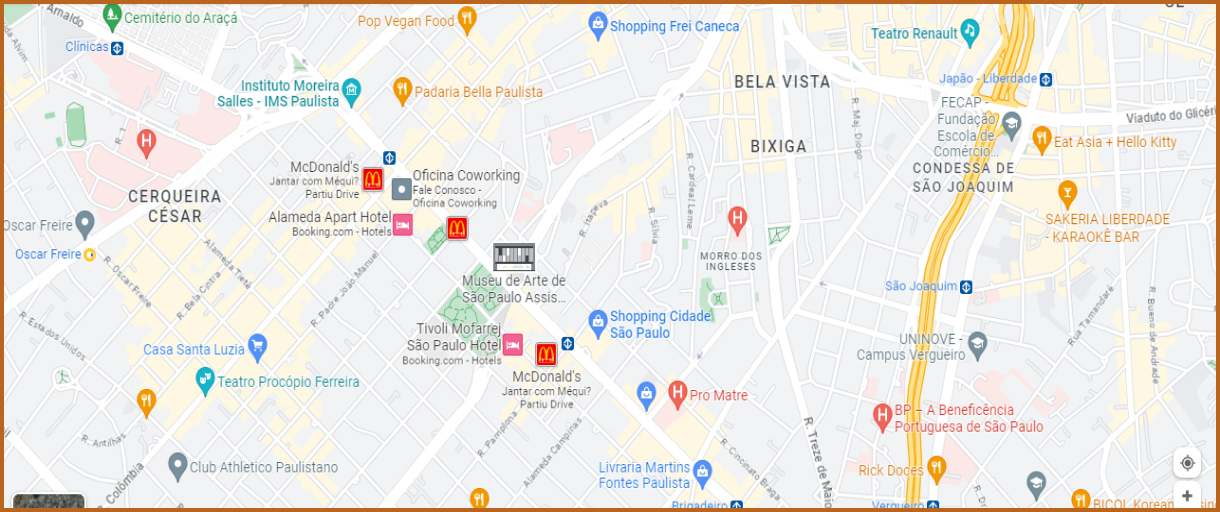 Arnaldo
Cemitério do Araçá
Pop Vegan Food
Shopping Frei Caneca
Teatro Renault
Clínicas
BELA VISTA
Japão - Liberdade
Instituto Moreira
Salles - IMS Paulista
Padaria Bella Paulista
FECAP -
Fundação
Escola de
Comércio...
Viaduto do Glicéri
R. Maj. Diogo
R. 1
Eat Asia + Hello Kitty
BIXIGA
CONDESSA DE
SÃO JOAQUIM
McDonald's
Jantar com Méqui?
Partiu Drive
Oficina Coworking
Fale Conosco -
Oficina Coworking
CERQUEIRA
CÉSAR
R. Cardeal Leme
Alameda Apart Hotel
Booking.com - Hotels
R. Itapeva
R. Sílvia
SAKERIA LIBERDADE
- KARAOKÊ BAR
Oscar Freire
Oscar Freire
R. Oscar Freire
Alameda Tietê
R. Bela Cintra
R. Padre João Manuel
MORRO DOS
INGLESES
Museu de Arte de
São Paulo Assis...
São Joaquim
Rua Tamandaré
R. Bueno de Andrade
R. Estados Unidos
Shopping Cidade
São Paulo
Tivoli Mofarrej
São Paulo Hotel
Booking.com - Hotels
Casa Santa Luzia
UNINOVE -
Campus Vergueiro
Teatro Procópio Ferreira
McDonald's
Jantar com Méqui?
Partiu Drive
Pro Matre
BP – A Beneficência
Portuguesa de São Paulo
R. Antilhas
R. Pamplona
Alameda Campinas
R. Treze de Maio
R. Cincinato Braga
Club Athletico Paulistano
Colômbia
Livraria Martins
Fontes Paulista
Rick Doces
Brigadeiro
Vergueiro
BICOL Korean